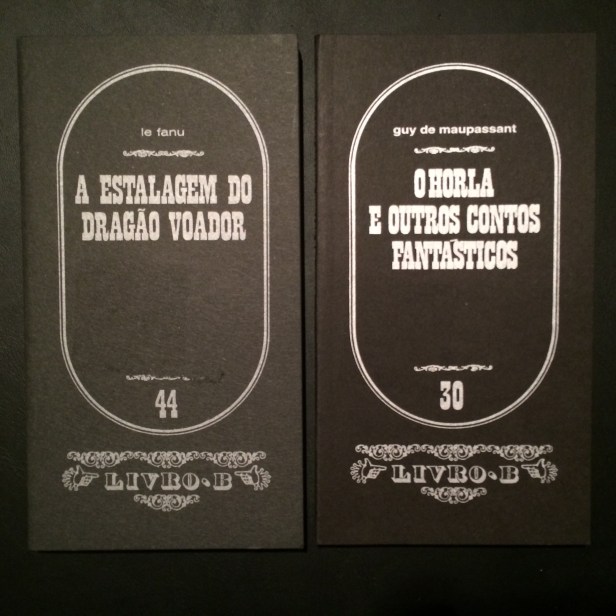 le fanu
A ESTALAGEM DO
DRAGÃO VOADOR
44
LIVRO·B
guy de maupassant
O HORLA
E OUTROS CONTOS
FANTÁSTICOS
30
LIVRO·B